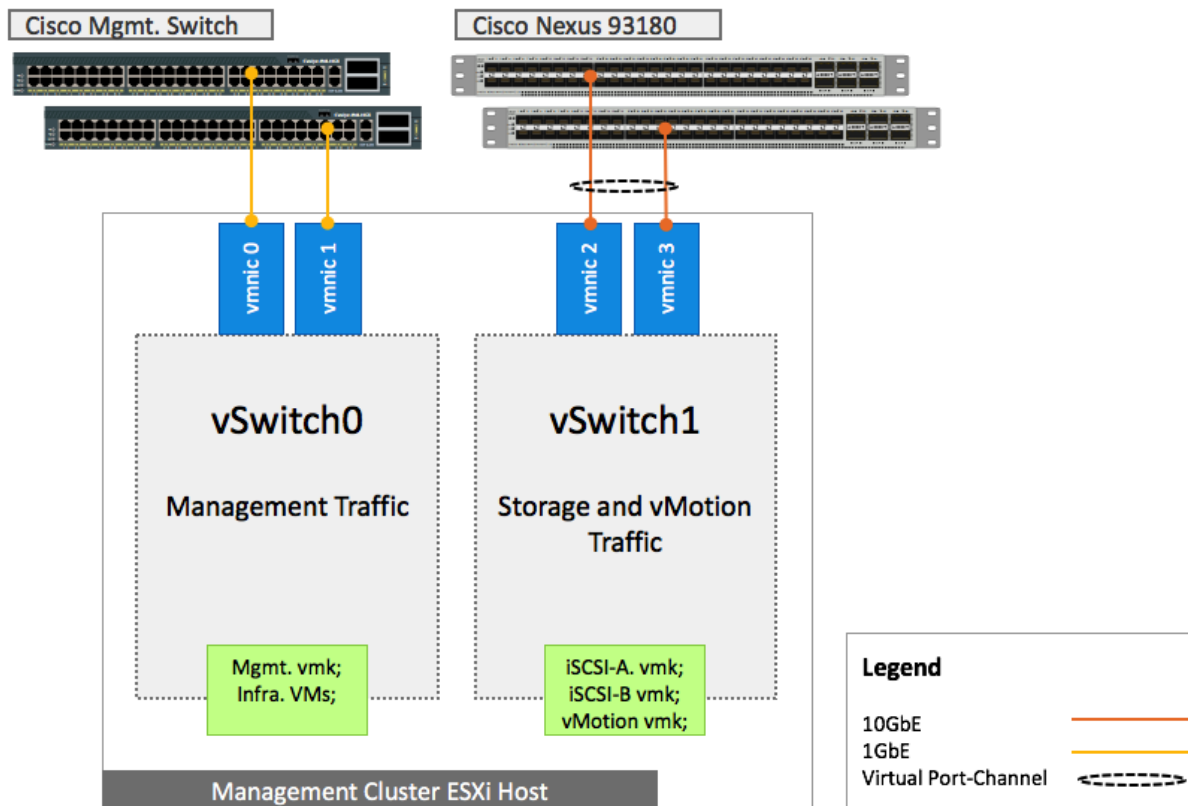 Cisco Mgmt. Switch
Cisco Nexus 93180
vmnic 0
vmnic 1
vmnic 2
vmnic 3
vSwitch0
Management Traffic
vSwitch1
Storage and vMotion
Traffic
Mgmt. vmk;
Infra. VMs;
iSCSI-A. vmk;
iSCSI-B vmk;
vMotion vmk;
Management Cluster ESXi Host
Legend
10GbE
1GbE
Virtual Port-Channel